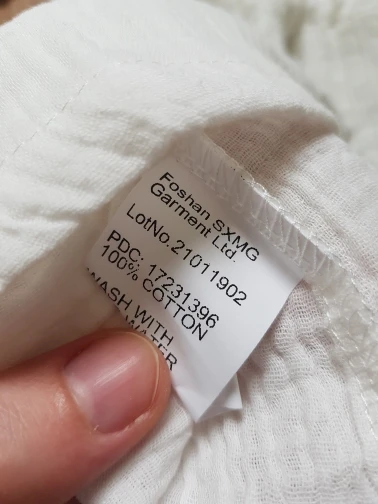 Foshan SXMG
Garment Ltd.
LotNo.21011902
PDC: 17231396
100% COTTON
WASH WITH